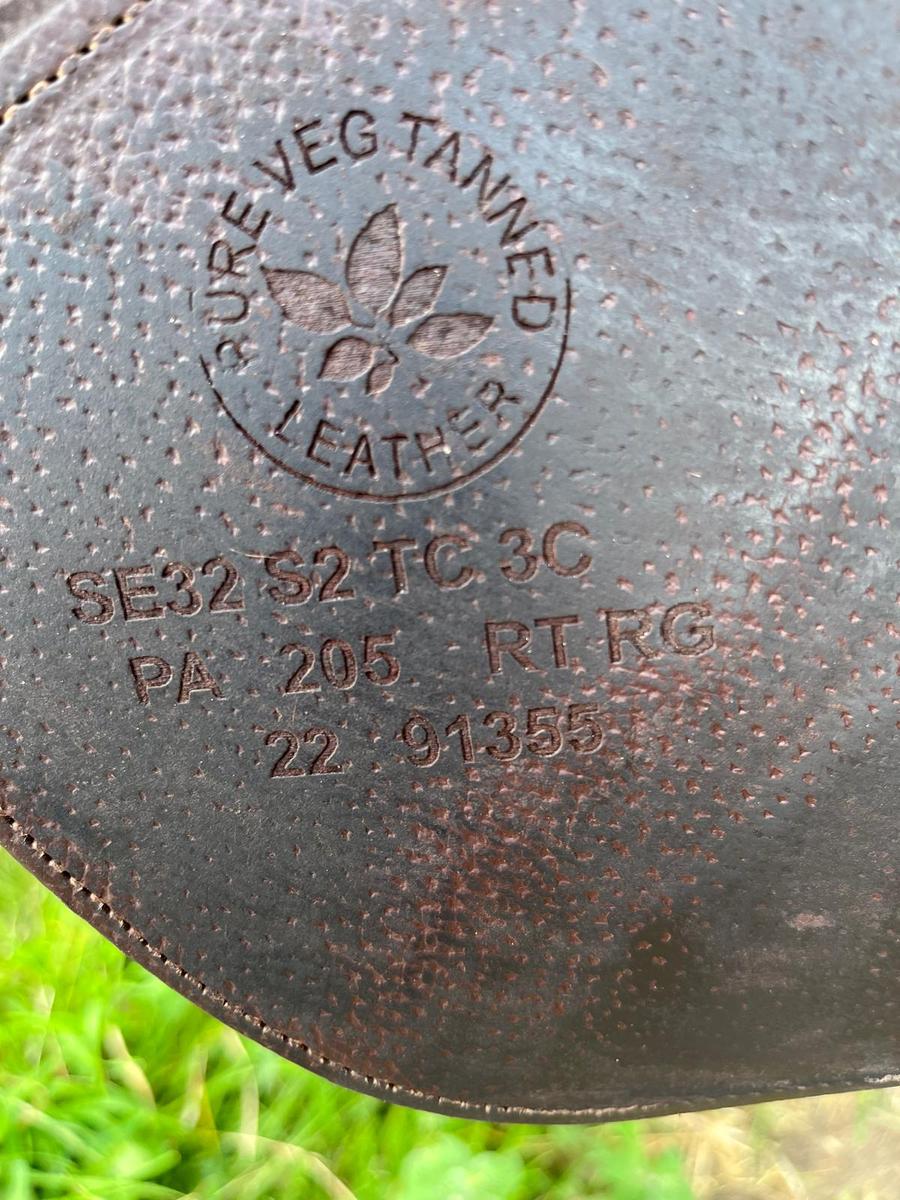 PURE VEG TANNED
LEATHER
SE32 S2 TC 3C
PA 205 RT RG
22 91355